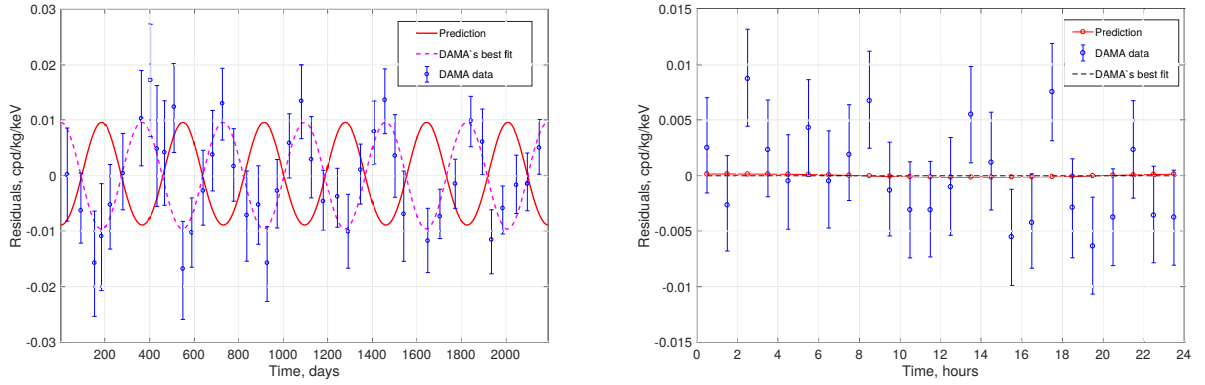 0.03
0.02
0.01
0
-0.01
-0.02
-0.03
Residuals, cpd/kg/keV
Prediction
DAMA`s best fit
DAMA data
200 400 600 800 1000 1200 1400 1600 1800 2000
Time, days
0.015
0.01
0.005
0
-0.005
-0.01
-0.015
Residuals, cpd/kg/keV
Prediction
DAMA data
DAMA`s best fit
0 2 4 6 8 10 12 14 16 18 20 22 24
Time, hours